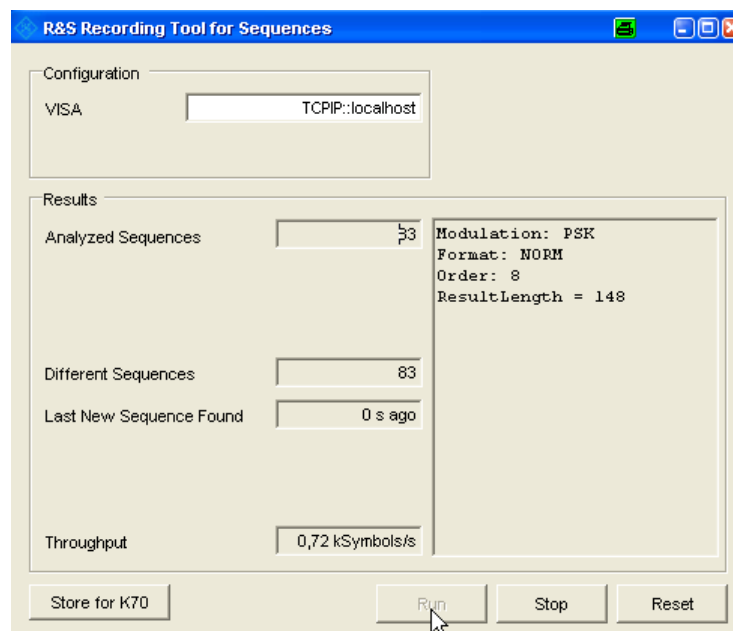 R&S Recording Tool for Sequences
Configuration
VISA TCPIP::localhost
Results
Analyzed Sequences
Modulation: PSK
Format: NORM
Order: 8
ResultLength = 148
Different Sequences 83
Last New Sequence Found 0 s ago
Throughput 0,72 kSymbols/s
Store for K70 Run Stop Reset